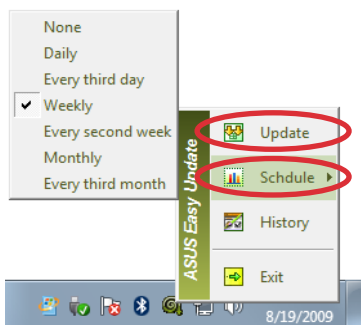 None
Daily
Every third day
Weekly
Every second week
Monthly
Every third month
ASUS Easy Update
Update
Schdule
History
Exit
8/19/2009